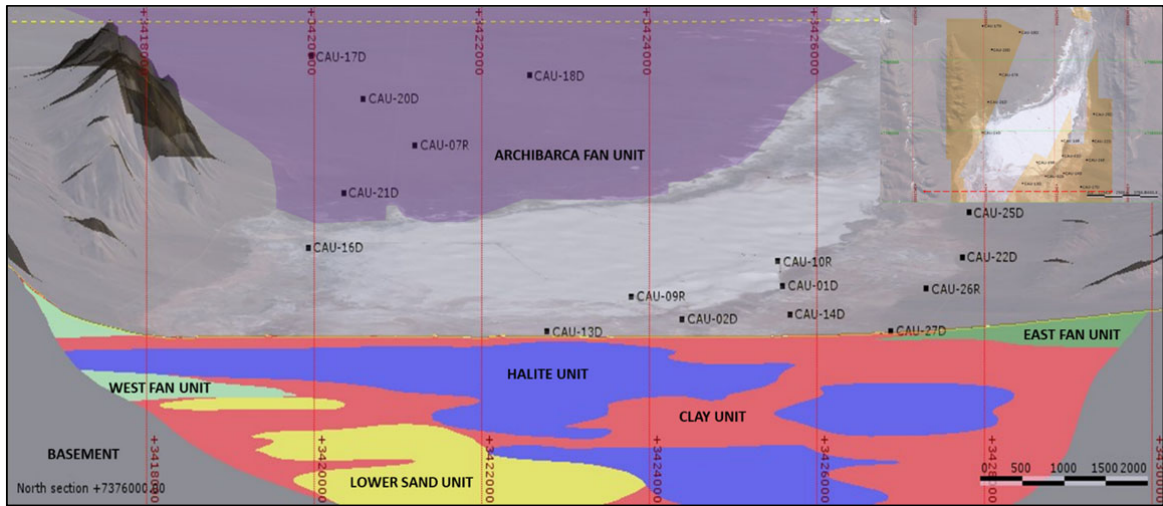 +3418000
+3420000
+3422000
+3424000
+3426000
CAU-17D
CAU-18D
CAU-20D
CAU-07R
ARCHIBARCA FAN UNIT
CAU-21D
CAU-25D
CAU-16D
CAU-22D
CAU-10R
CAU-01D
CAU-26R
CAU-09R
CAU-14D
CAU-02D
CAU-13D
CAU-27D
EAST FAN UNIT
HALITE UNIT
WEST FAN UNIT
CLAY UNIT
BASEMENT
LOWER SAND UNIT
North section +7376000.00
+3418000
+3420000
+3422000
+3424000
+3426000
+3428000
+3430000
0 500 1000 1500 2000